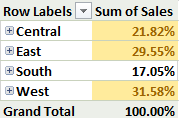 Row Labels Sum of Sales
Central 21.82%
East 29.55%
South 17.05%
West 31.58%
Grand Total 100.00%